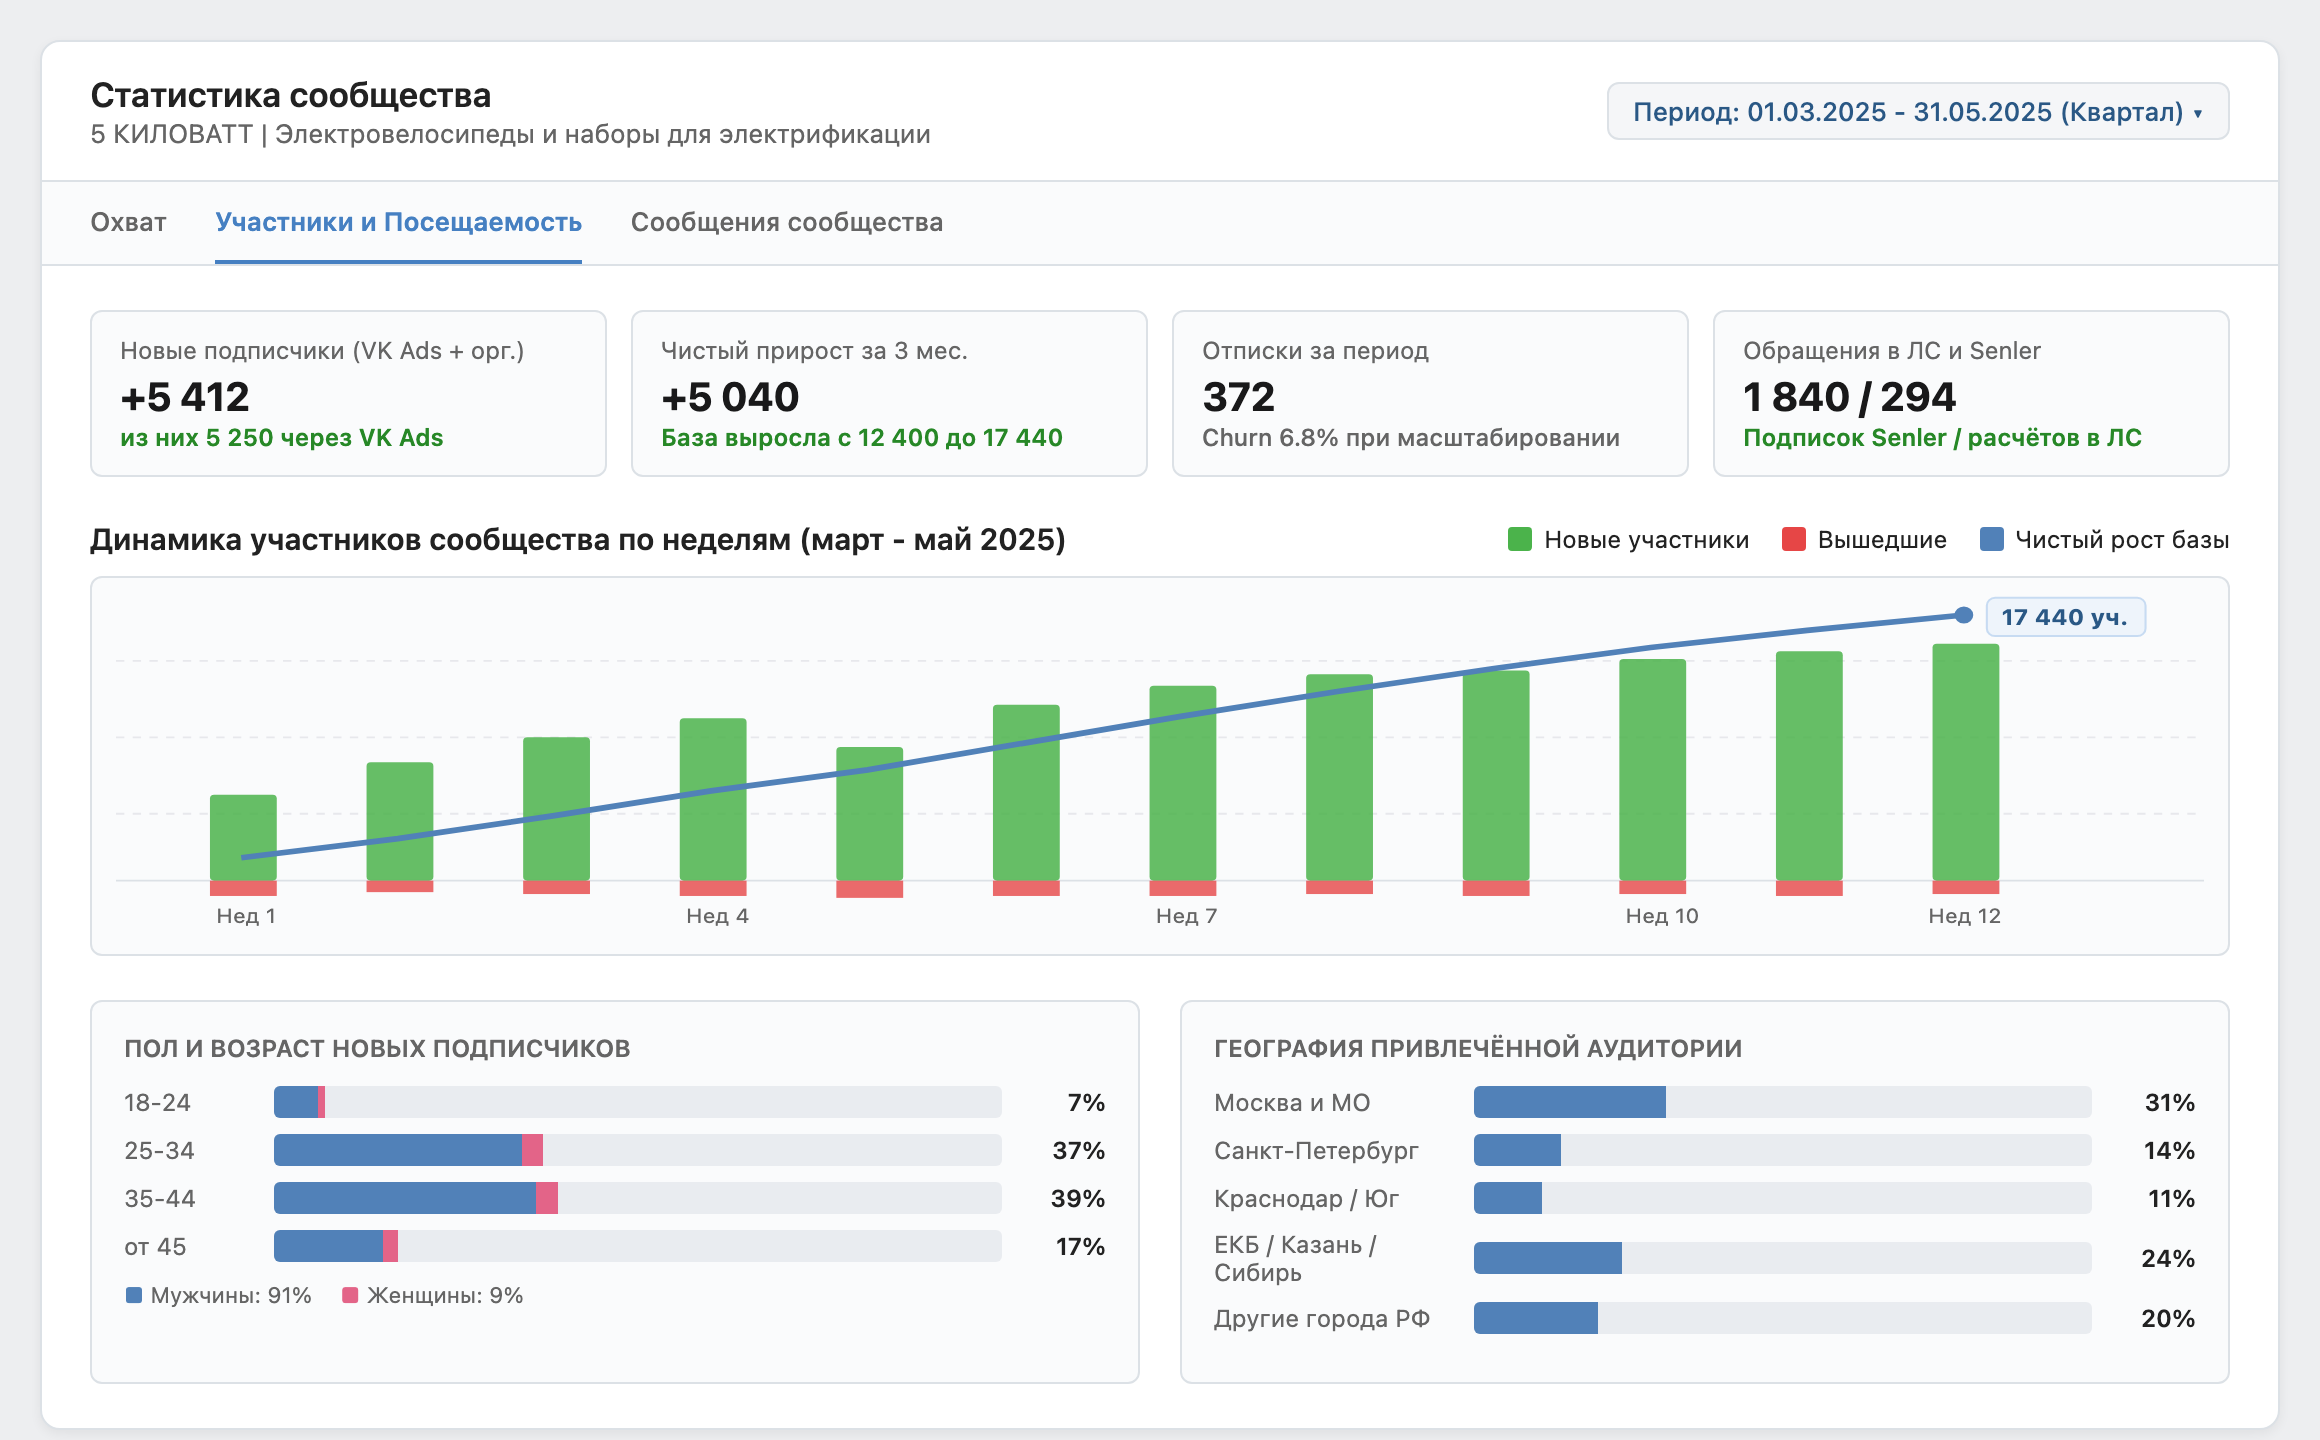 Статистика сообщества
5 КИЛОВАТТ | Электровелосипеды и наборы для электрификации
Период: 01.03.2025 - 31.05.2025 (Квартал) ▾
Охват
Участники и Посещаемость
Сообщения сообщества
Новые подписчики (VK Ads + орг.)
+5 412
из них 5 250 через VK Ads
Чистый прирост за 3 мес.
+5 040
База выросла с 12 400 до 17 440
Отписки за период
372
Churn 6.8% при масштабировании
Обращения в ЛС и Senler
1 840 / 294
Подписок Senler / расчётов в ЛС
Динамика участников сообщества по неделям (март - май 2025)
Новые участники
Вышедшие
Чистый рост базы
17 440 уч.
Нед 1
Нед 4
Нед 7
Нед 10
Нед 12
ПОЛ И ВОЗРАСТ НОВЫХ ПОДПИСЧИКОВ
18-24 7%
25-34 37%
35-44 39%
от 45 17%
Мужчины: 91% Женщины: 9%
ГЕОГРАФИЯ ПРИВЛЕЧЁННОЙ АУДИТОРИИ
Москва и МО 31%
Санкт-Петербург 14%
Краснодар / Юг 11%
ЕКБ / Казань /
Сибирь 24%
Другие города РФ 20%